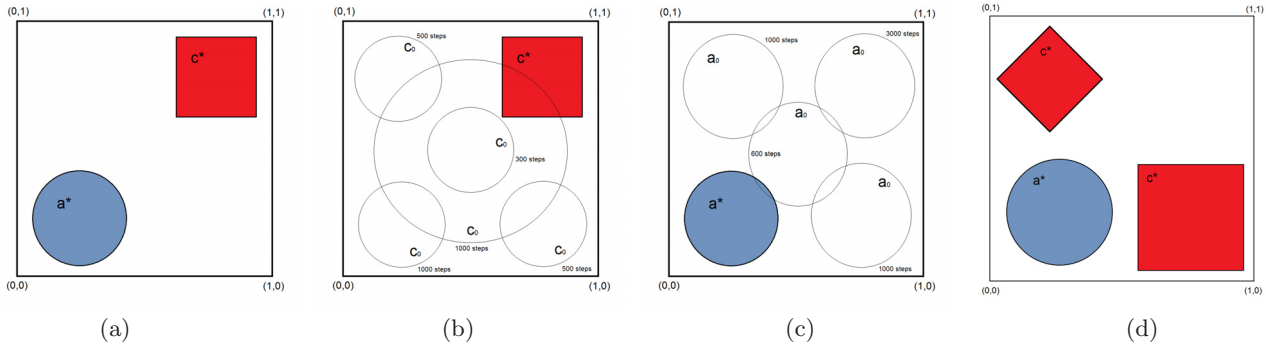 (0,1)
(1,1)
c*
a*
(0,0)
(1,0)
(a)
(0,1)
(1,1)
500 steps
c₀
c*
c₀
300 steps
c₀
1000 steps
c₀
1000 steps
c₀
500 steps
(0,0)
(1,0)
(b)
(0,1)
(1,1)
1000 steps
a₀
3000 steps
a₀
a₀
600 steps
a₀
a*
1000 steps
(0,0)
(1,0)
(c)
(0,1)
(1,1)
c*
a*
c*
(0,0)
(1,0)
(d)